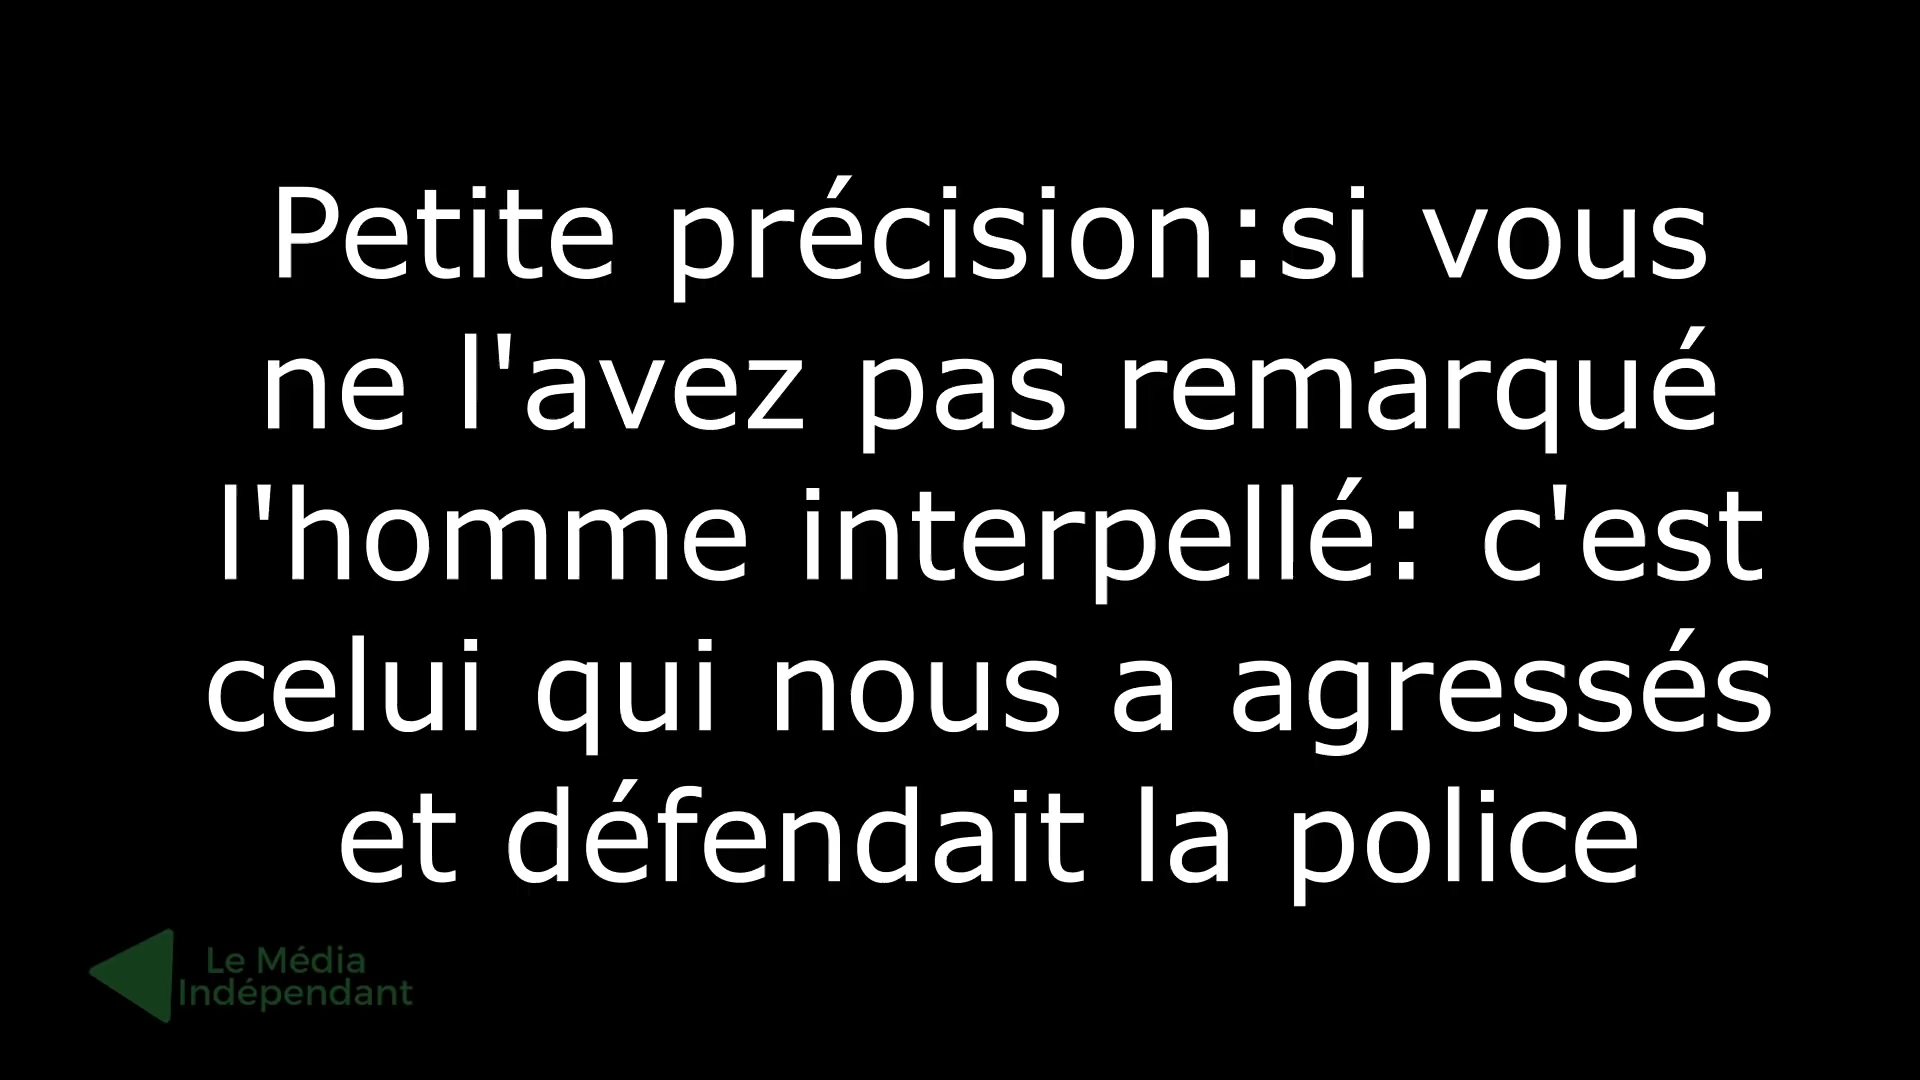 Petite précision:si vous
ne l'avez pas remarqué
l'homme interpellé: c'est
celui qui nous a agressés
et défendait la police
Le Média
Indépendant